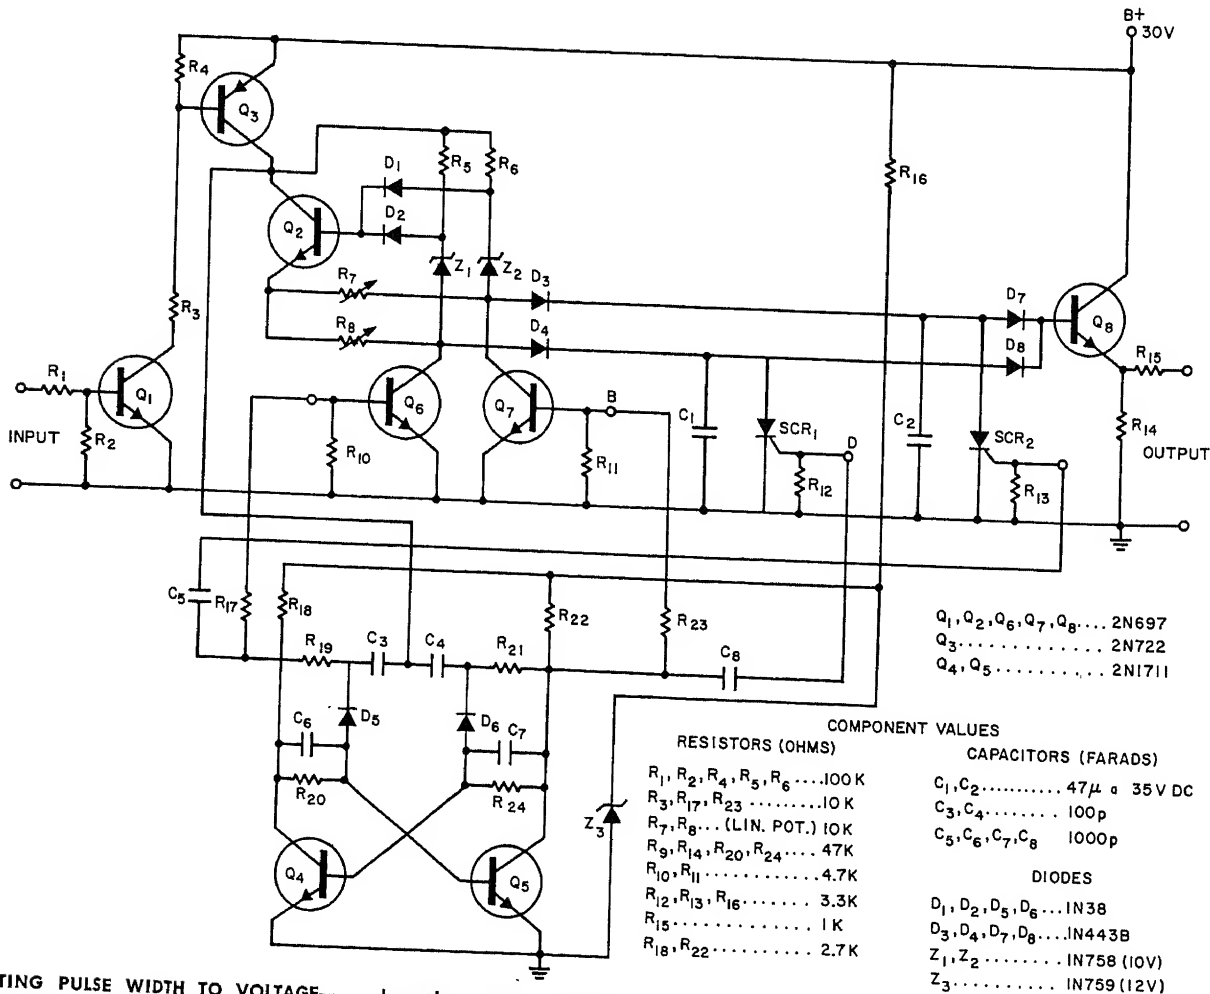 B+
30V
R4
Q3
R5
R6
D1
D2
R16
Q2
Z1
Z2
R7
D3
D7
R3
R8
D4
Q8
D8
R15
R1
Q1
Q6
Q7
B
C1
SCR1
C2
SCR2
D
INPUT
R2
R10
R11
R12
R13
R14
OUTPUT
C5
R17
R18
R22
R23
R19
C3
C4
R21
C8
Q1, Q2, Q6, Q7, Q8.... 2N697
Q3............. 2N722
Q4, Q5........... 2N1711
C6
D5
D6
C7
R20
R24
Z3
Q4
Q5
COMPONENT VALUES
RESISTORS (OHMS)
R1, R2, R4, R5, R6 ....100K
R3, R17, R23 .........10K
R7, R8... (LIN. POT.) 10K
R9, R14, R20, R24.... 47K
R10, R11............4.7K
R12, R13, R16....... 3.3K
R15............. 1K
R18, R22..........2.7K
CAPACITORS (FARADS)
C1, C2........... 47μ a 35V DC
C3, C4........ 100p
C5, C6, C7, C8 1000p
DIODES
D1, D2, D5, D6...1N38
D3, D4, D7, D8....1N443B
Z1, Z2........ 1N758 (10V)
Z3.......... 1N759 (12V)
TING PULSE WIDTH TO VOLTAGE